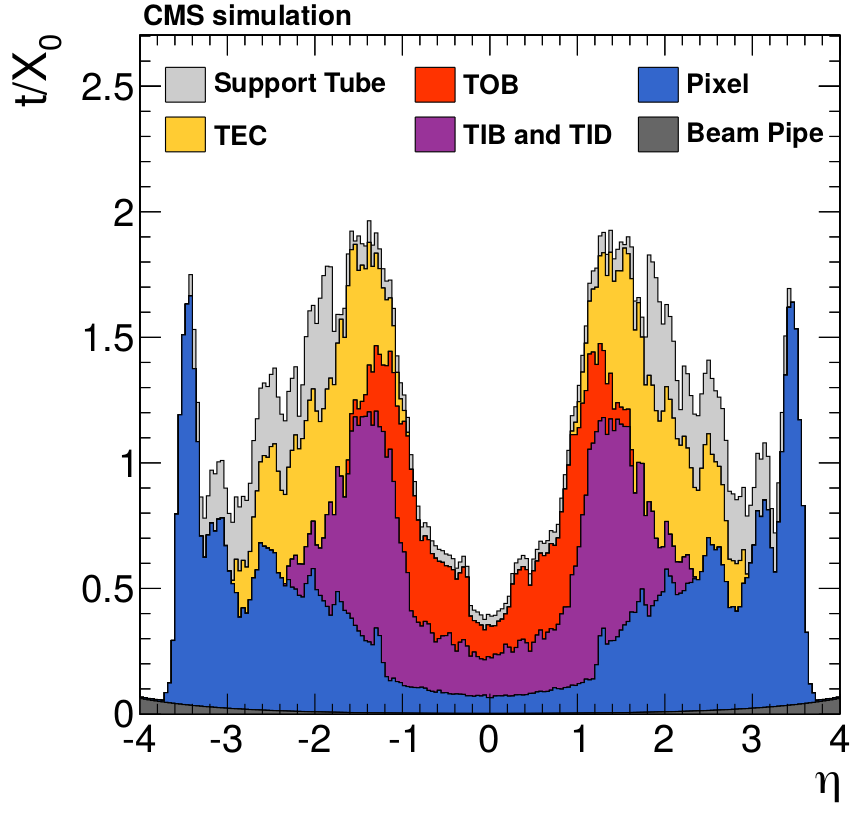 CMS simulation
t/X0
2.5
2
1.5
1
0.5
0
Support Tube
TOB
Pixel
TEC
TIB and TID
Beam Pipe
-4 -3 -2 -1 0 1 2 3 4
η